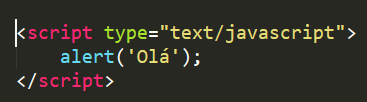 <script type="text/javascript">
    alert('Olá');
</script>